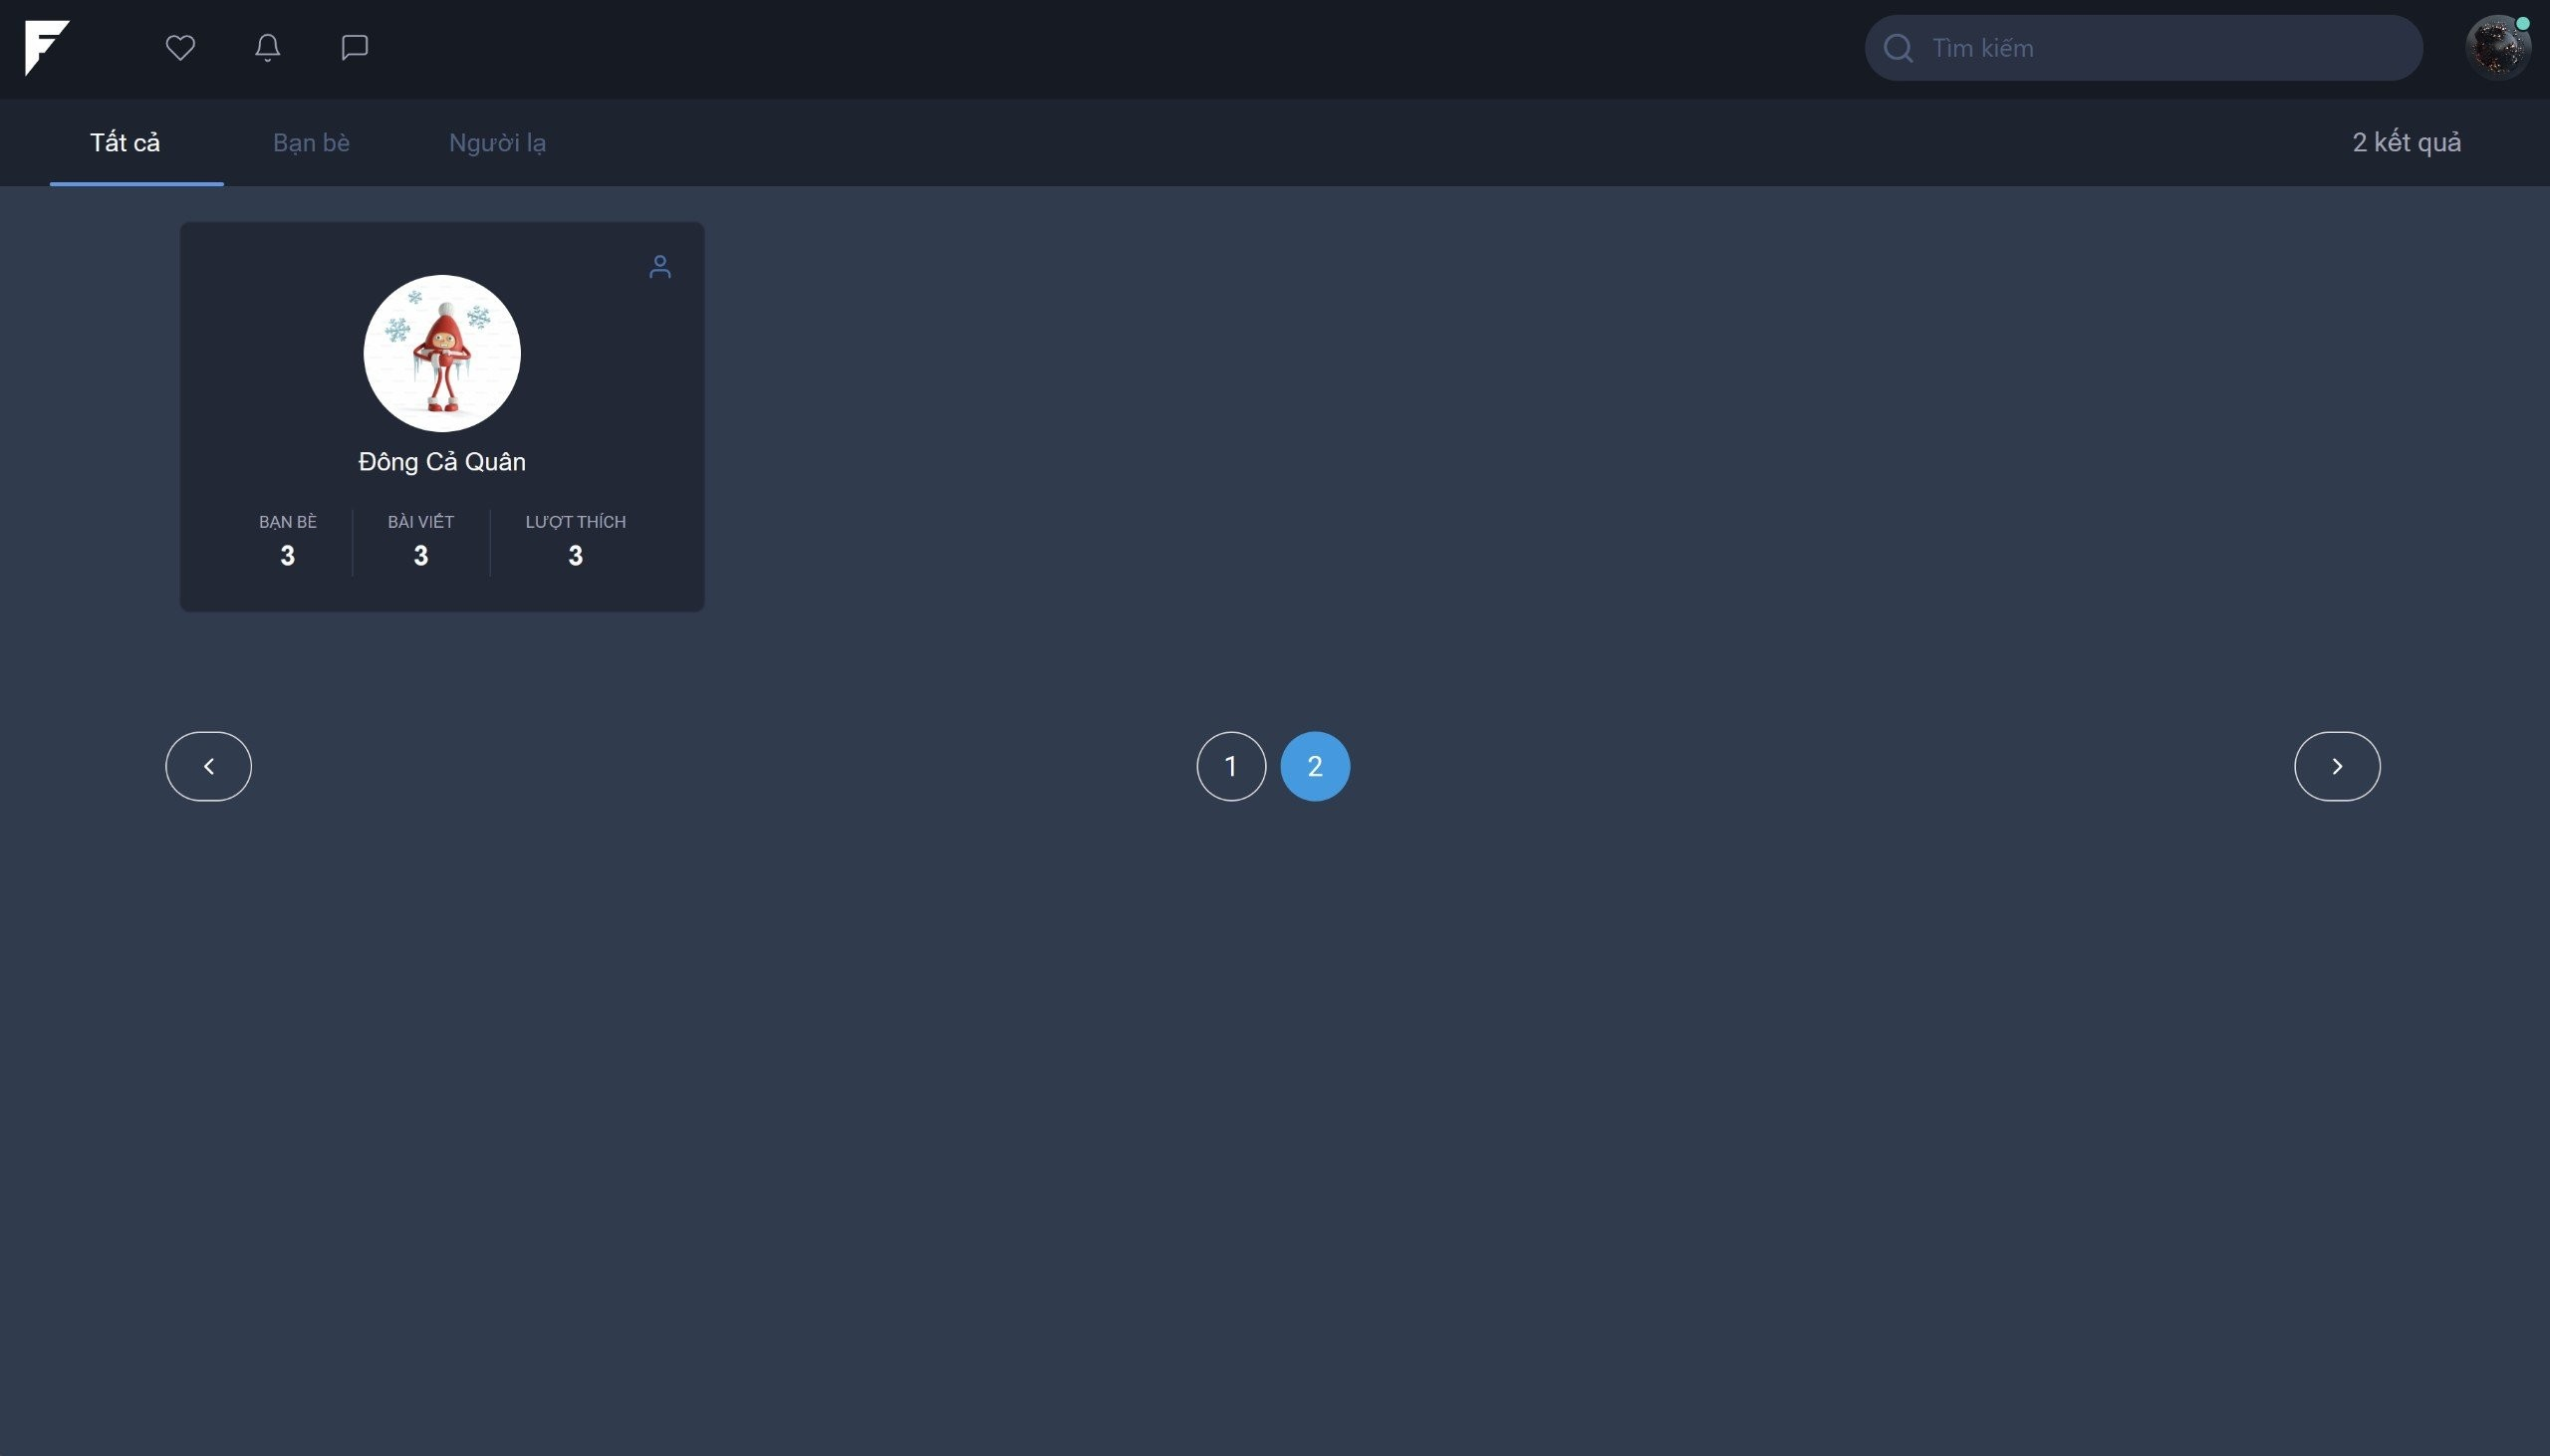 Tìm kiếm
Tất cả Bạn bè Người lạ 2 kết quả
Đông Cả Quân
BẠN BÈ BÀI VIẾT LƯỢT THÍCH
3 3 3
1 2